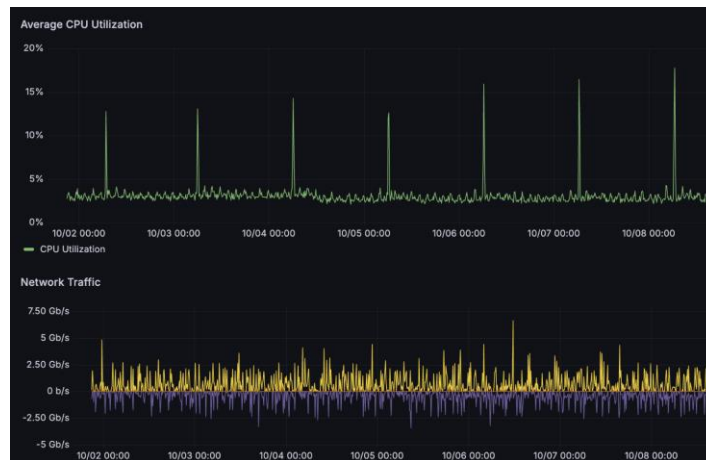 Average CPU Utilization
20%
15%
10%
5%
0%
10/02 00:00 10/03 00:00 10/04 00:00 10/05 00:00 10/06 00:00 10/07 00:00 10/08 00:00
CPU Utilization
Network Traffic
7.50 Gb/s
5 Gb/s
2.50 Gb/s
0 b/s
-2.50 Gb/s
-5 Gb/s
10/02 00:00 10/03 00:00 10/04 00:00 10/05 00:00 10/06 00:00 10/07 00:00 10/08 00:00